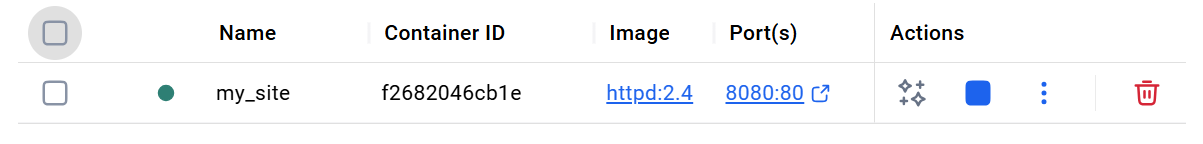 Name Container ID Image Port(s) Actions
my_site f2682046cb1e httpd:2.4 8080:80